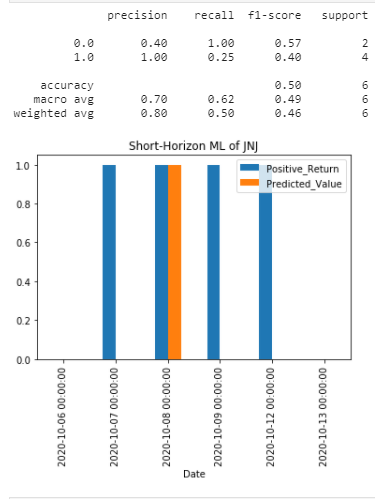 precision recall f1-score support
0.0 0.40 1.00 0.57 2
1.0 1.00 0.25 0.40 4
accuracy 0.50 6
macro avg 0.70 0.62 0.49 6
weighted avg 0.80 0.50 0.46 6
Short-Horizon ML of JNJ
Positive_Return
Predicted_Value
1.0
0.8
0.6
0.4
0.2
0.0
2020-10-06 00:00:00
2020-10-07 00:00:00
2020-10-08 00:00:00
2020-10-09 00:00:00
2020-10-12 00:00:00
2020-10-13 00:00:00
Date